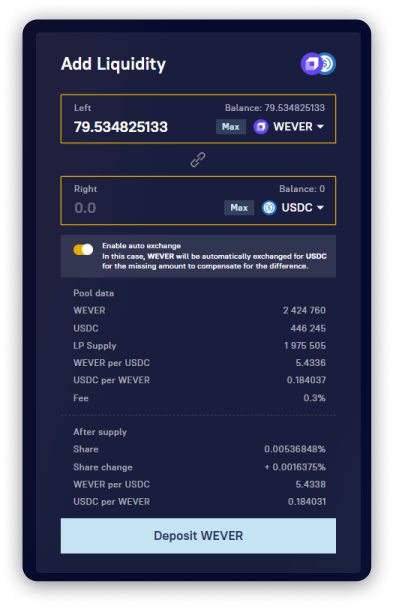 Add Liquidity
Left
Balance: 79.534825133
79.534825133
Max
WEVER
Right
Balance: 0
0.0
Max
USDC
Enable auto exchange
In this case, WEVER will be automatically exchanged for USDC
for the missing amount to compensate for the difference.
Pool data
WEVER 2 424 760
USDC 446 245
LP Supply 1 975 505
WEVER per USDC 5.4336
USDC per WEVER 0.184037
Fee 0.3%
After supply
Share 0.00536848%
Share change + 0.0016375%
WEVER per USDC 5.4338
USDC per WEVER 0.184031
Deposit WEVER